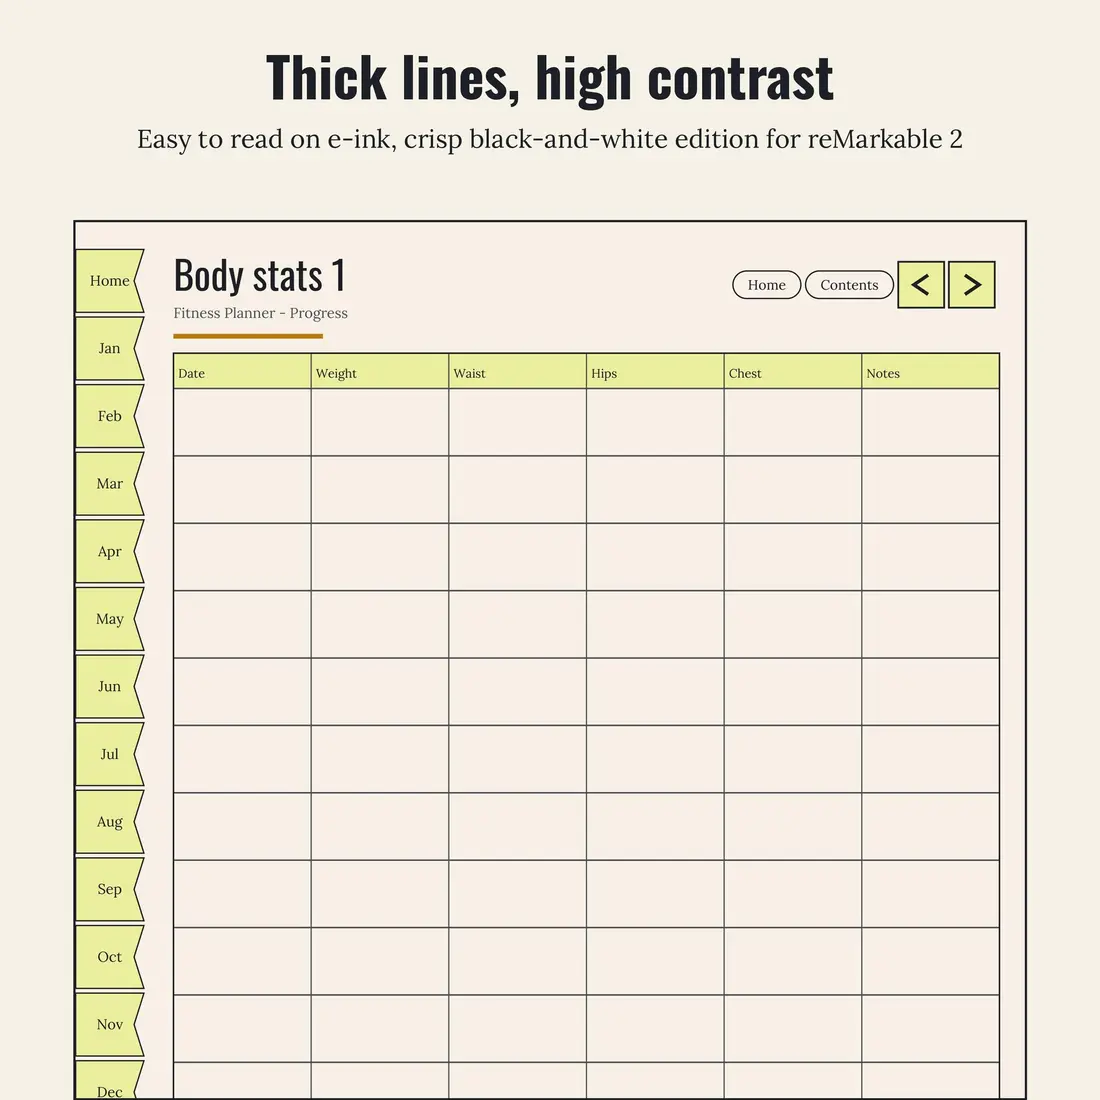 Thick lines, high contrast
Easy to read on e-ink, crisp black-and-white edition for reMarkable 2
Body stats 1
Fitness Planner - Progress
Home
Contents
<
>
Home
Jan
Feb
Mar
Apr
May
Jun
Jul
Aug
Sep
Oct
Nov
Dec
Date Weight Waist Hips Chest Notes